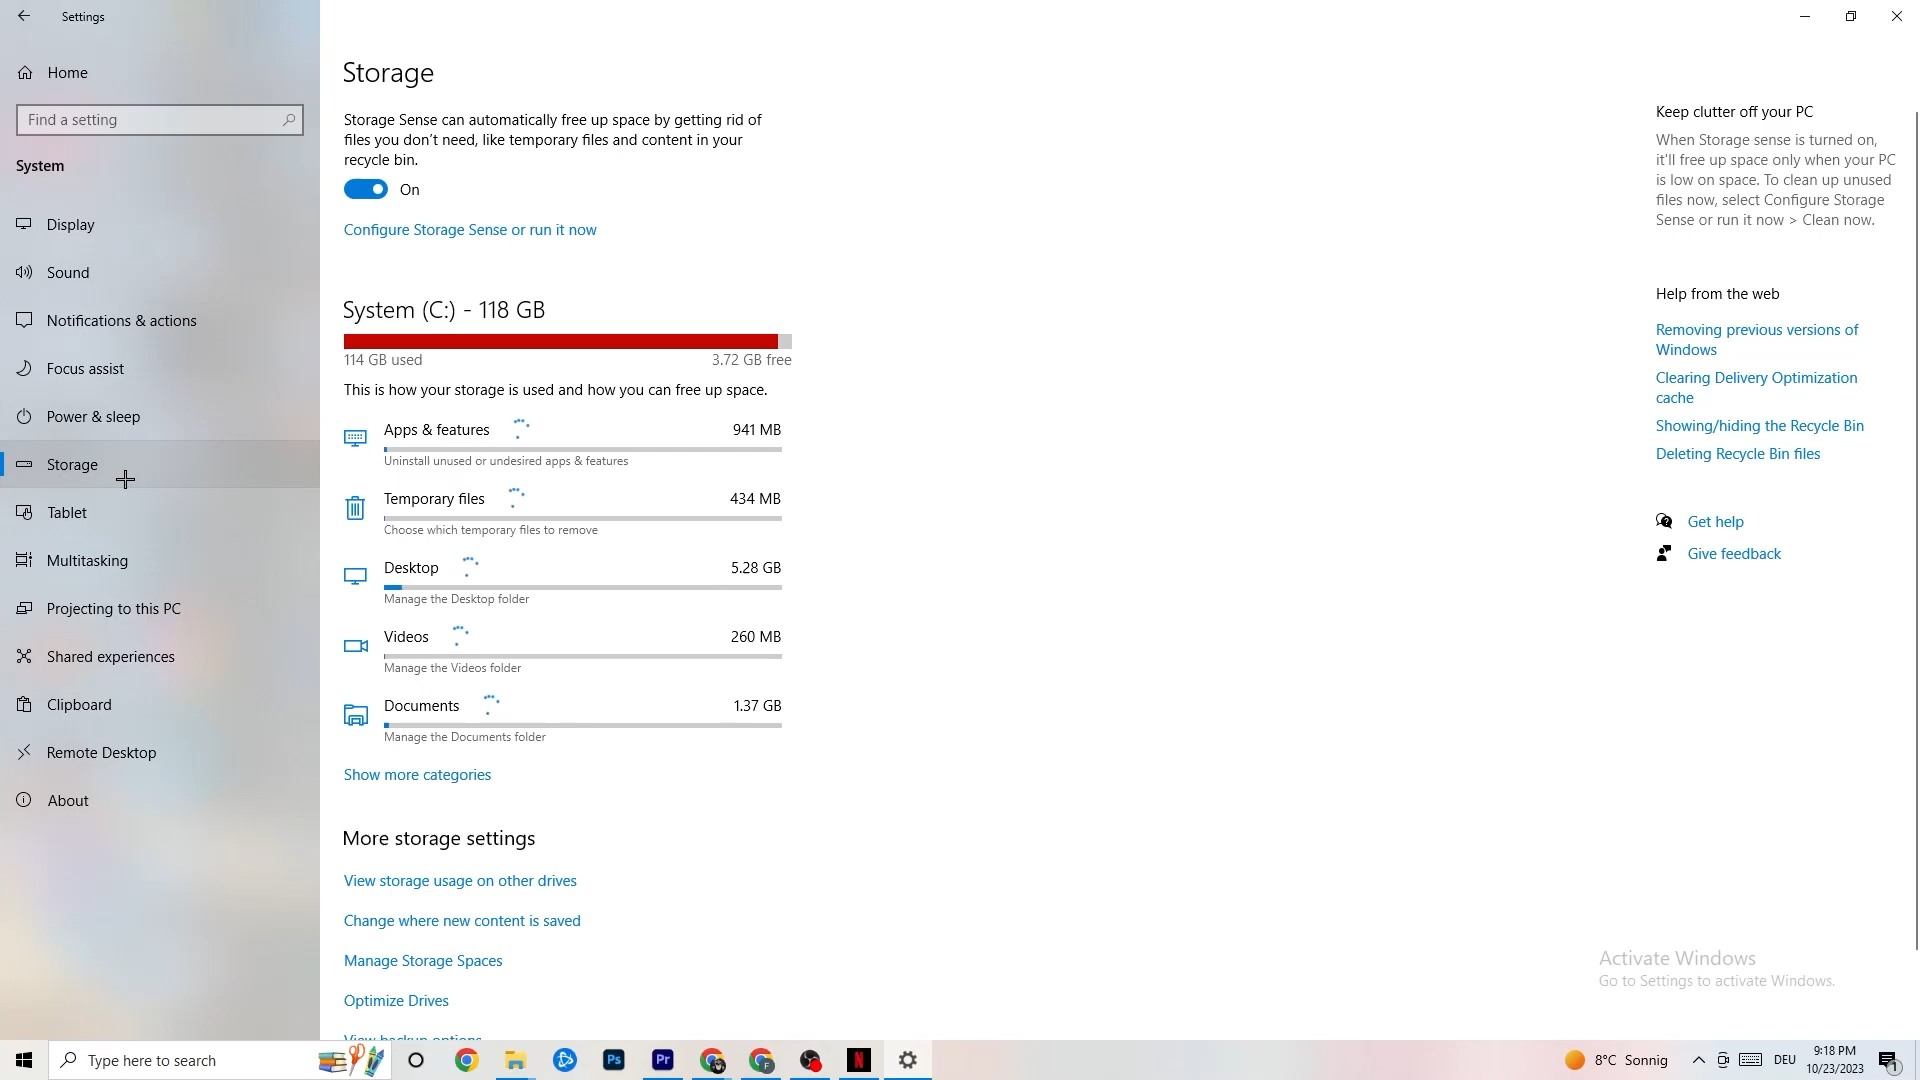 Settings
Home
Find a setting
System
Display
Sound
Notifications & actions
Focus assist
Power & sleep
Storage
Tablet
Multitasking
Projecting to this PC
Shared experiences
Clipboard
Remote Desktop
About
Storage
Storage Sense can automatically free up space by getting rid of
files you don't need, like temporary files and content in your
recycle bin.
On
Configure Storage Sense or run it now
System (C:) - 118 GB
114 GB used 3.72 GB free
This is how your storage is used and how you can free up space.
Apps & features 941 MB
Uninstall unused or undesired apps & features
Temporary files 434 MB
Choose which temporary files to remove
Desktop 5.28 GB
Manage the Desktop folder
Videos 260 MB
Manage the Videos folder
Documents 1.37 GB
Manage the Documents folder
Show more categories
More storage settings
View storage usage on other drives
Change where new content is saved
Manage Storage Spaces
Optimize Drives
View backup options
Keep clutter off your PC
When Storage sense is turned on,
it'll free up space only when your PC
is low on space. To clean up unused
files now, select Configure Storage
Sense or run it now > Clean now.
Help from the web
Removing previous versions of
Windows
Clearing Delivery Optimization
cache
Showing/hiding the Recycle Bin
Deleting Recycle Bin files
Get help
Give feedback
Activate Windows
Go to Settings to activate Windows.
Type here to search
Ps
Pr
F
N
8°C Sonnig
DEU
9:18 PM
10/23/2023
1